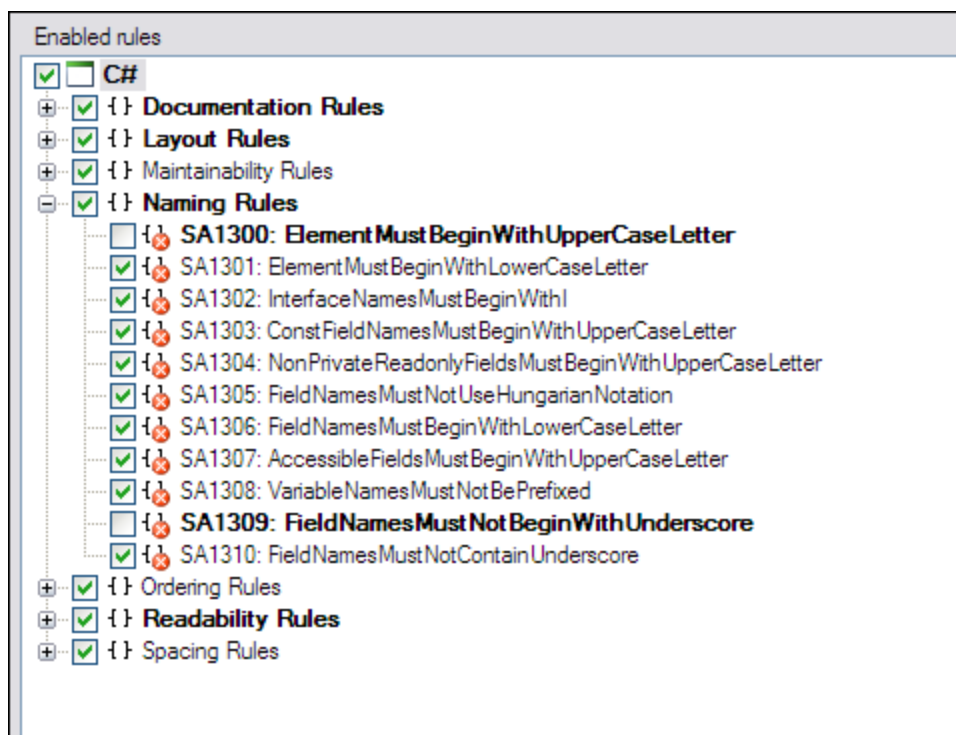 Enabled rules
C#
{} Documentation Rules
{} Layout Rules
{} Maintainability Rules
{} Naming Rules
SA1300: ElementMustBeginWithUpperCaseLetter
SA1301: ElementMustBeginWithLowerCaseLetter
SA1302: InterfaceNamesMustBeginWithI
SA1303: ConstFieldNamesMustBeginWithUpperCaseLetter
SA1304: NonPrivateReadonlyFieldsMustBeginWithUpperCaseLetter
SA1305: FieldNamesMustNotUseHungarianNotation
SA1306: FieldNamesMustBeginWithLowerCaseLetter
SA1307: AccessibleFieldsMustBeginWithUpperCaseLetter
SA1308: VariableNamesMustNotBePrefixed
SA1309: FieldNamesMustNotBeginWithUnderscore
SA1310: FieldNamesMustNotContainUnderscore
{} Ordering Rules
{} Readability Rules
{} Spacing Rules